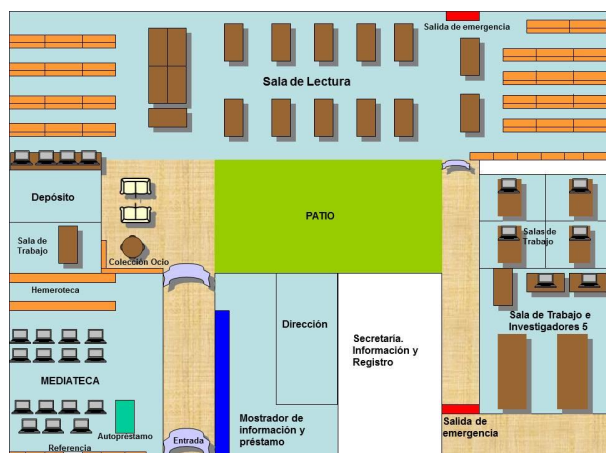 Salida de emergencia
Sala de Lectura
Depósito
PATIO
Sala de
Trabajo
Salas de
Trabajo
Colección Ocio
Hemeroteca
Dirección
Secretaria.
Información y
Registro
Sala de Trabajo e
Investigadores 5
MEDIATECA
Mostrador de
información y
préstamo
Autoprestamo
Entrada
Salida de
emergencia
Referencia